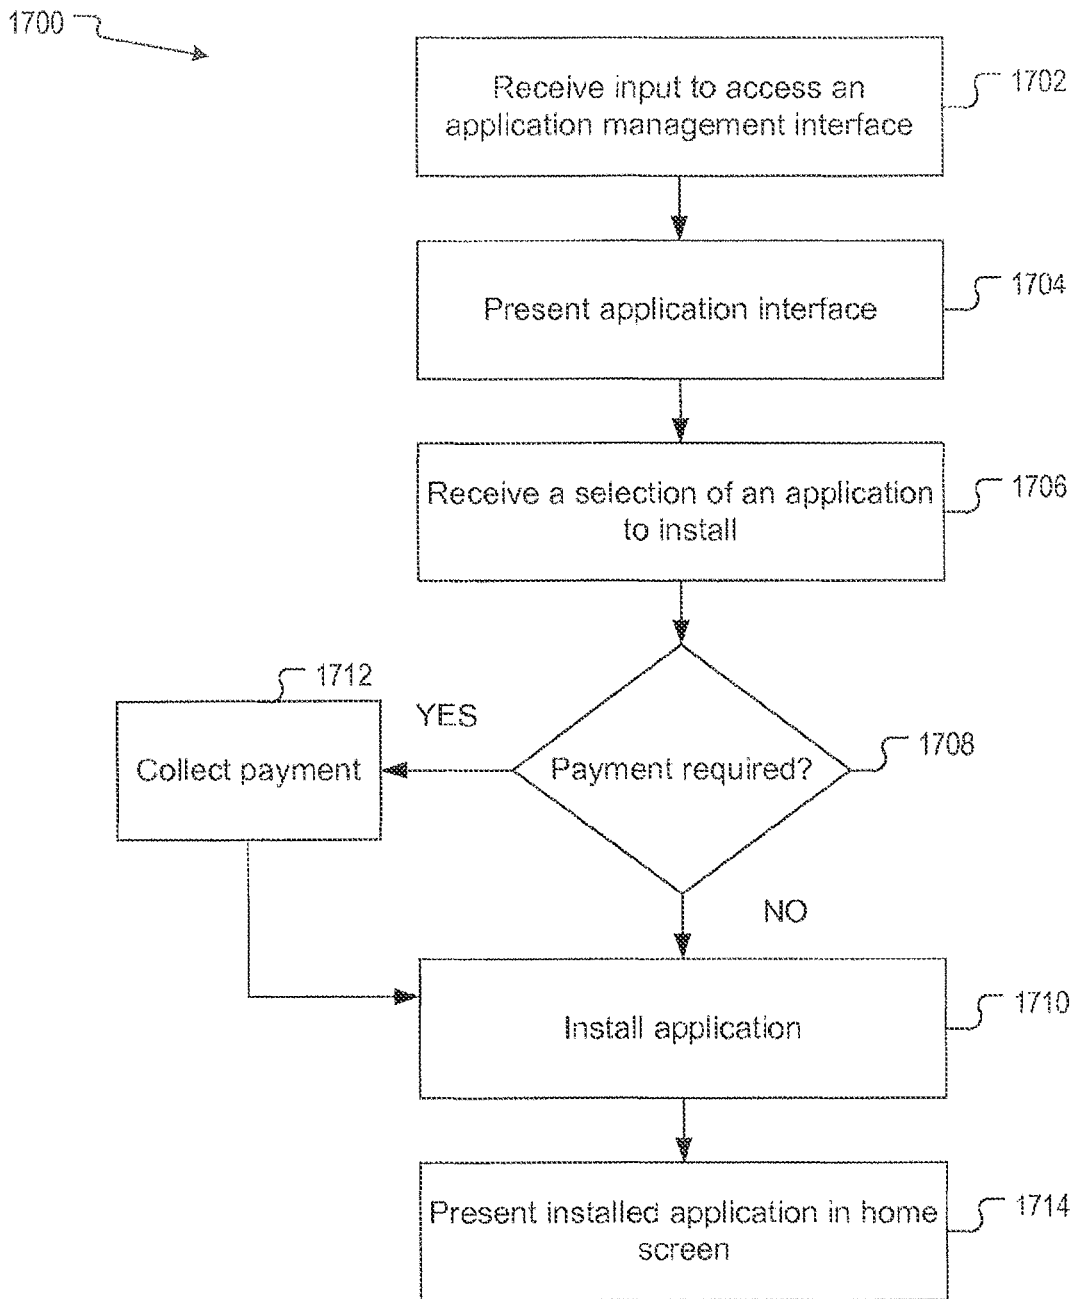 1700
Receive input to access an
application management interface
1702
Present application interface
1704
Receive a selection of an application
to install
1706
1712
YES
Collect payment
Payment required?
1708
NO
Install application
1710
Present installed application in home
screen
1714